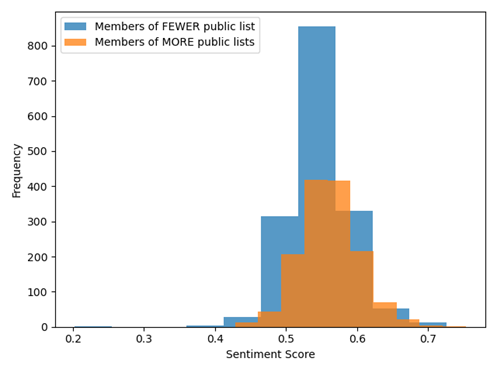 Members of FEWER public list
Members of MORE public lists
800
700
600
500
400
300
200
100
0
Frequency
0.2 0.3 0.4 0.5 0.6 0.7
Sentiment Score